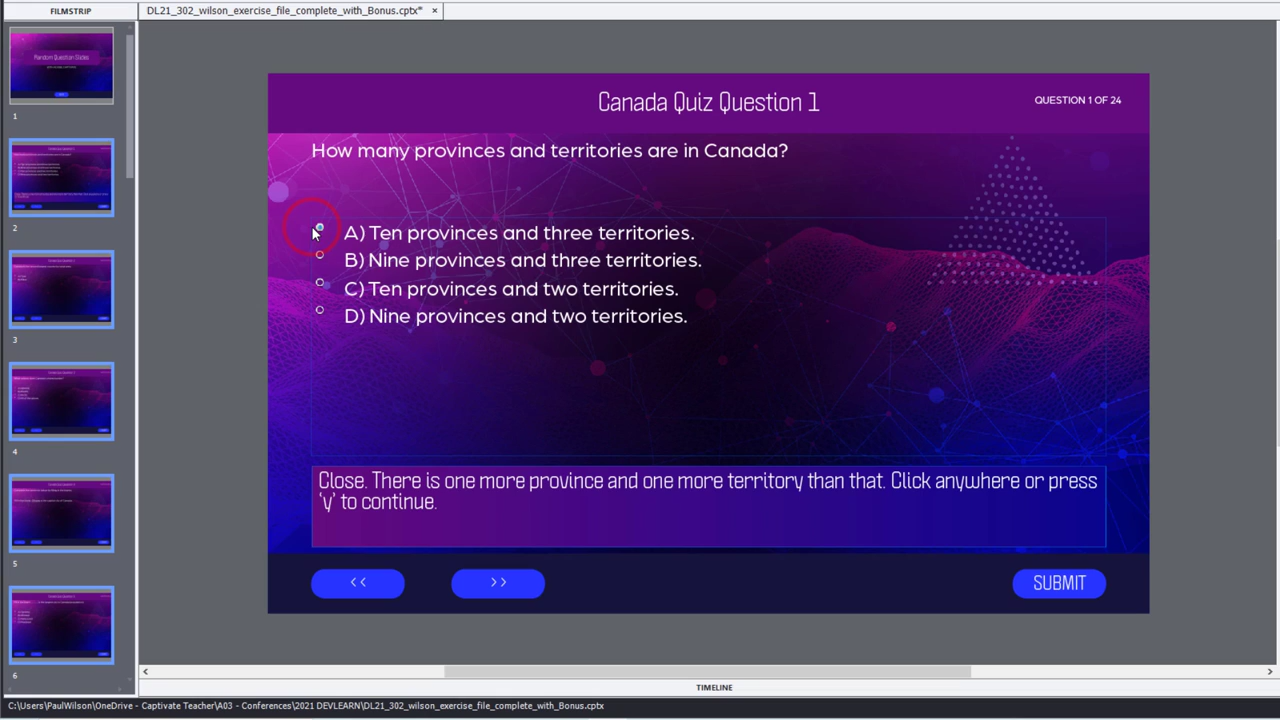 FILMSTRIP
DL21_302_wilson_exercise_file_complete_with_Bonus.cptx* ×
Random Question Slides
1
2
3
4
5
6
Canada Quiz Question 1
QUESTION 1 OF 24
How many provinces and territories are in Canada?
A) Ten provinces and three territories.
B) Nine provinces and three territories.
C) Ten provinces and two territories.
D) Nine provinces and two territories.
Close. There is one more province and one more territory than that. Click anywhere or press
'y' to continue.
<< >> SUBMIT
TIMELINE
C:\Users\PaulWilson\OneDrive - Captivate Teacher\A03 - Conferences\2021 DEVLEARN\DL21_302_wilson_exercise_file_complete_with_Bonus.cptx